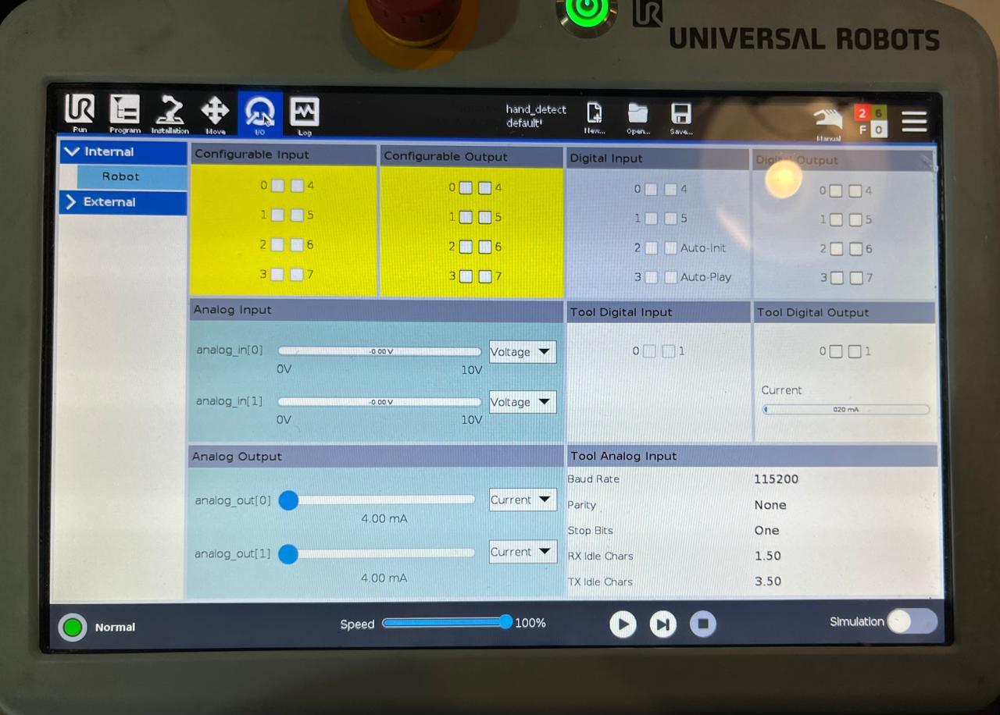 UR
UNIVERSAL ROBOTS
UR
Run
Program
Installation
Move
I/O
Log
hand_detect
default*
New...
Open...
Save...
Manual
2 6
F 0
Internal
Robot
External
Configurable Input
0 4
1 5
2 6
3 7
Configurable Output
0 4
1 5
2 6
3 7
Digital Input
0 4
1 5
2 Auto-Init
3 Auto-Play
Digital Output
0 4
1 5
2 6
3 7
Analog Input
analog_in[0] -0.00 V Voltage
0V 10V
analog_in[1] -0.00 V Voltage
0V 10V
Tool Digital Input
0 1
Tool Digital Output
0 1
Current
020 mA
Analog Output
analog_out[0] Current
4.00 mA
analog_out[1] Current
4.00 mA
Tool Analog Input
Baud Rate 115200
Parity None
Stop Bits One
RX Idle Chars 1.50
TX Idle Chars 3.50
Normal
Speed 100%
Simulation